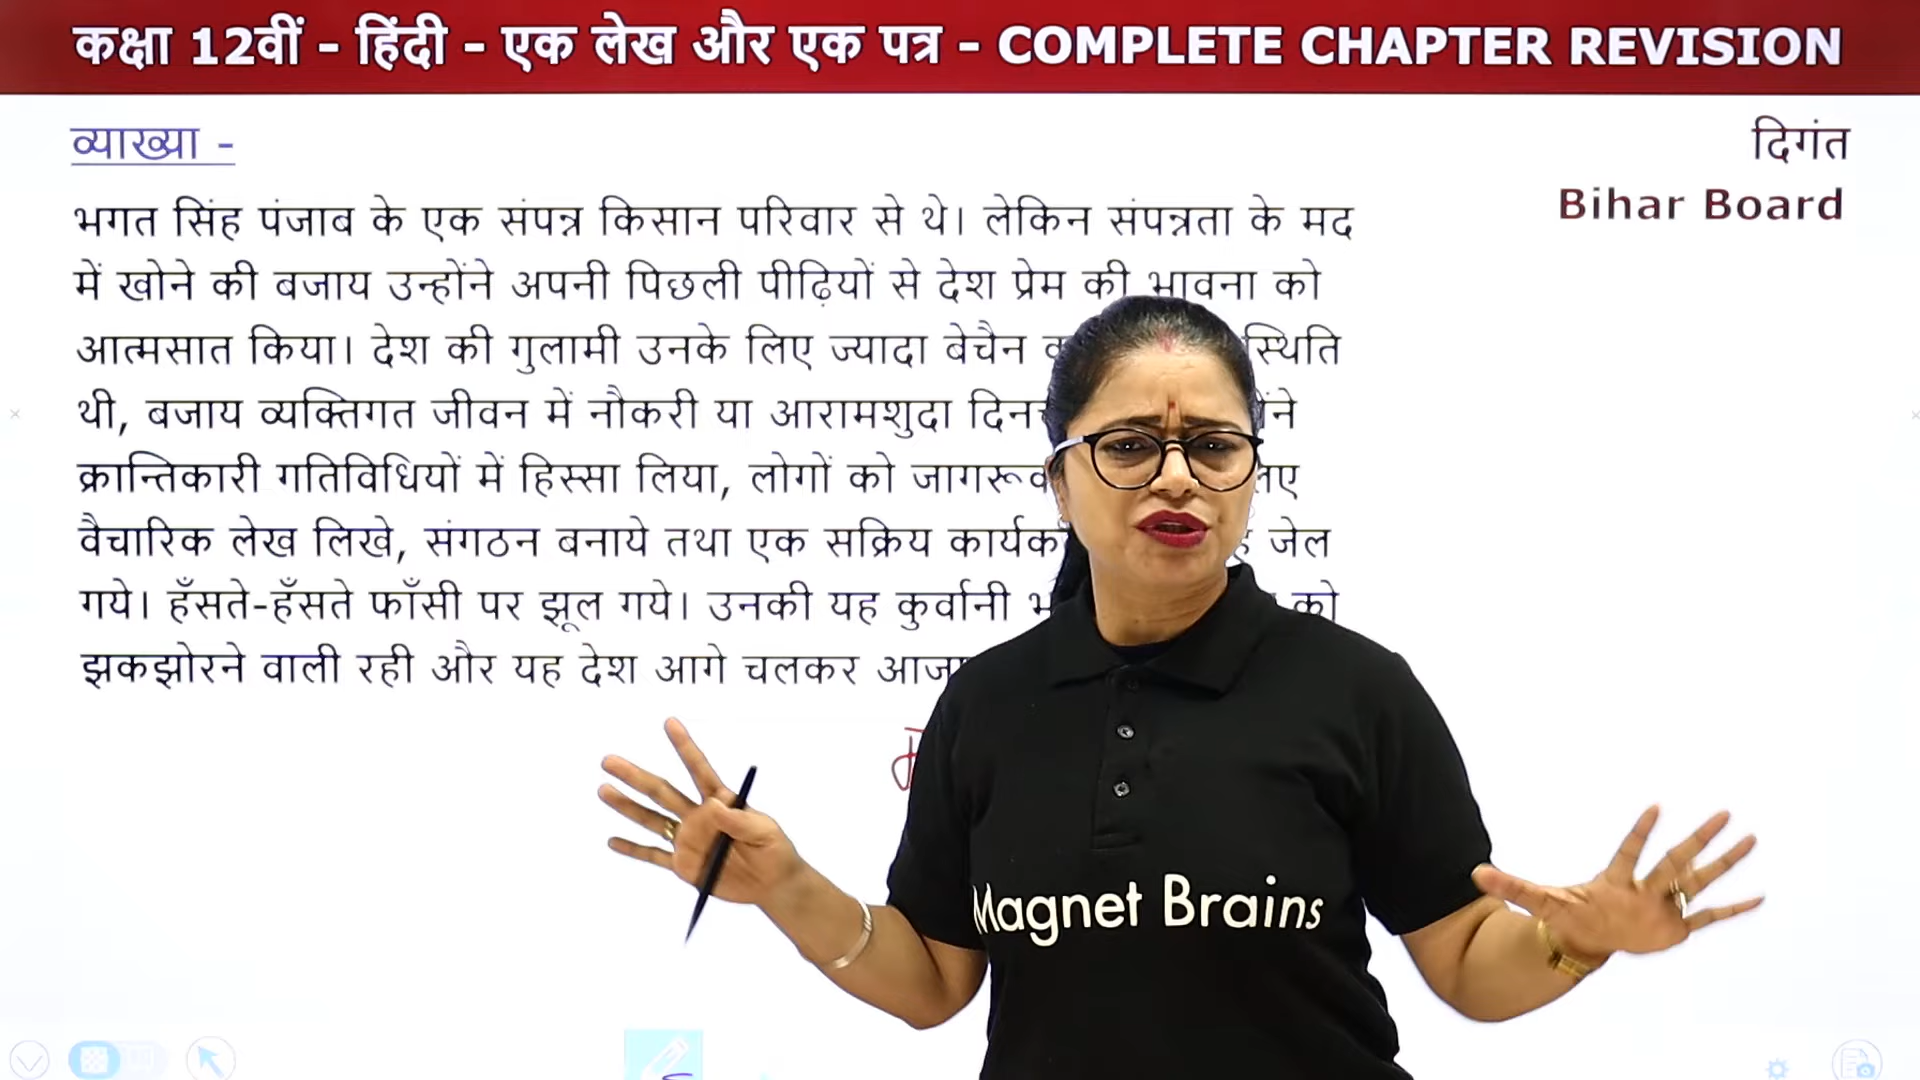 कक्षा 12वीं - हिंदी - एक लेख और एक पत्र - COMPLETE CHAPTER REVISION
व्याख्या -
दिगंत
Bihar Board
भगत सिंह पंजाब के एक संपन्न किसान परिवार से थे। लेकिन संपन्नता के मद
में खोने की बजाय उन्होंने अपनी पिछली पीढ़ियों से देश प्रेम की भावना को
आत्मसात किया। देश की गुलामी उनके लिए ज्यादा बेचैन स्थिति
थी, बजाय व्यक्तिगत जीवन में नौकरी या आरामशुदा
क्रान्तिकारी गतिविधियों में हिस्सा लिया, लोगों को
वैचारिक लेख लिखे, संगठन बनाये तथा एक सक्रिय जेल
गये। हँसते-हँसते फाँसी पर झूल गये। उनकी यह कुर्वानी को
झकझोरने वाली रही और यह देश आगे चलकर
Magnet Brains